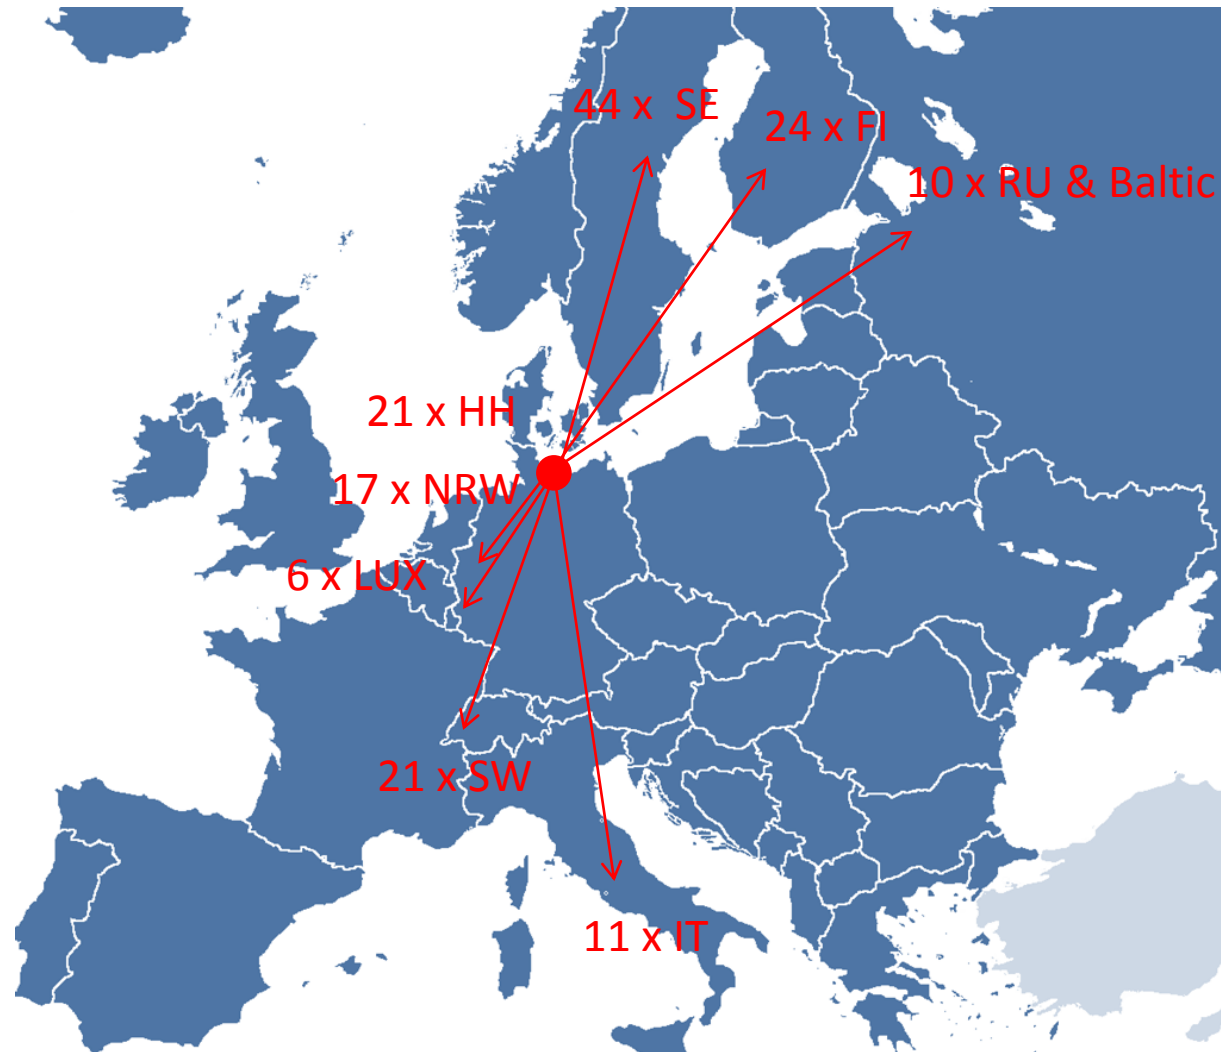 44 x  SE
24 x FI
10 x RU & Baltic
21 x HH
17 x NRW
6 x LUX
21 x SW
11 x IT